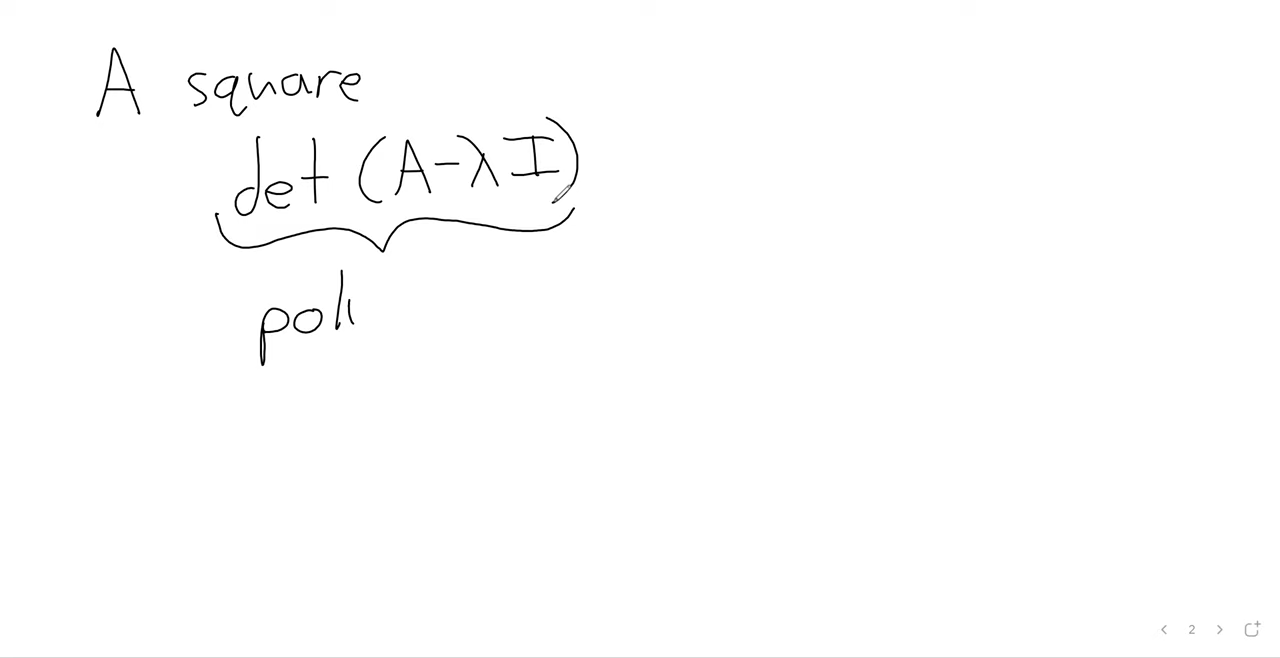 A square
det (A-λI)
pol
2